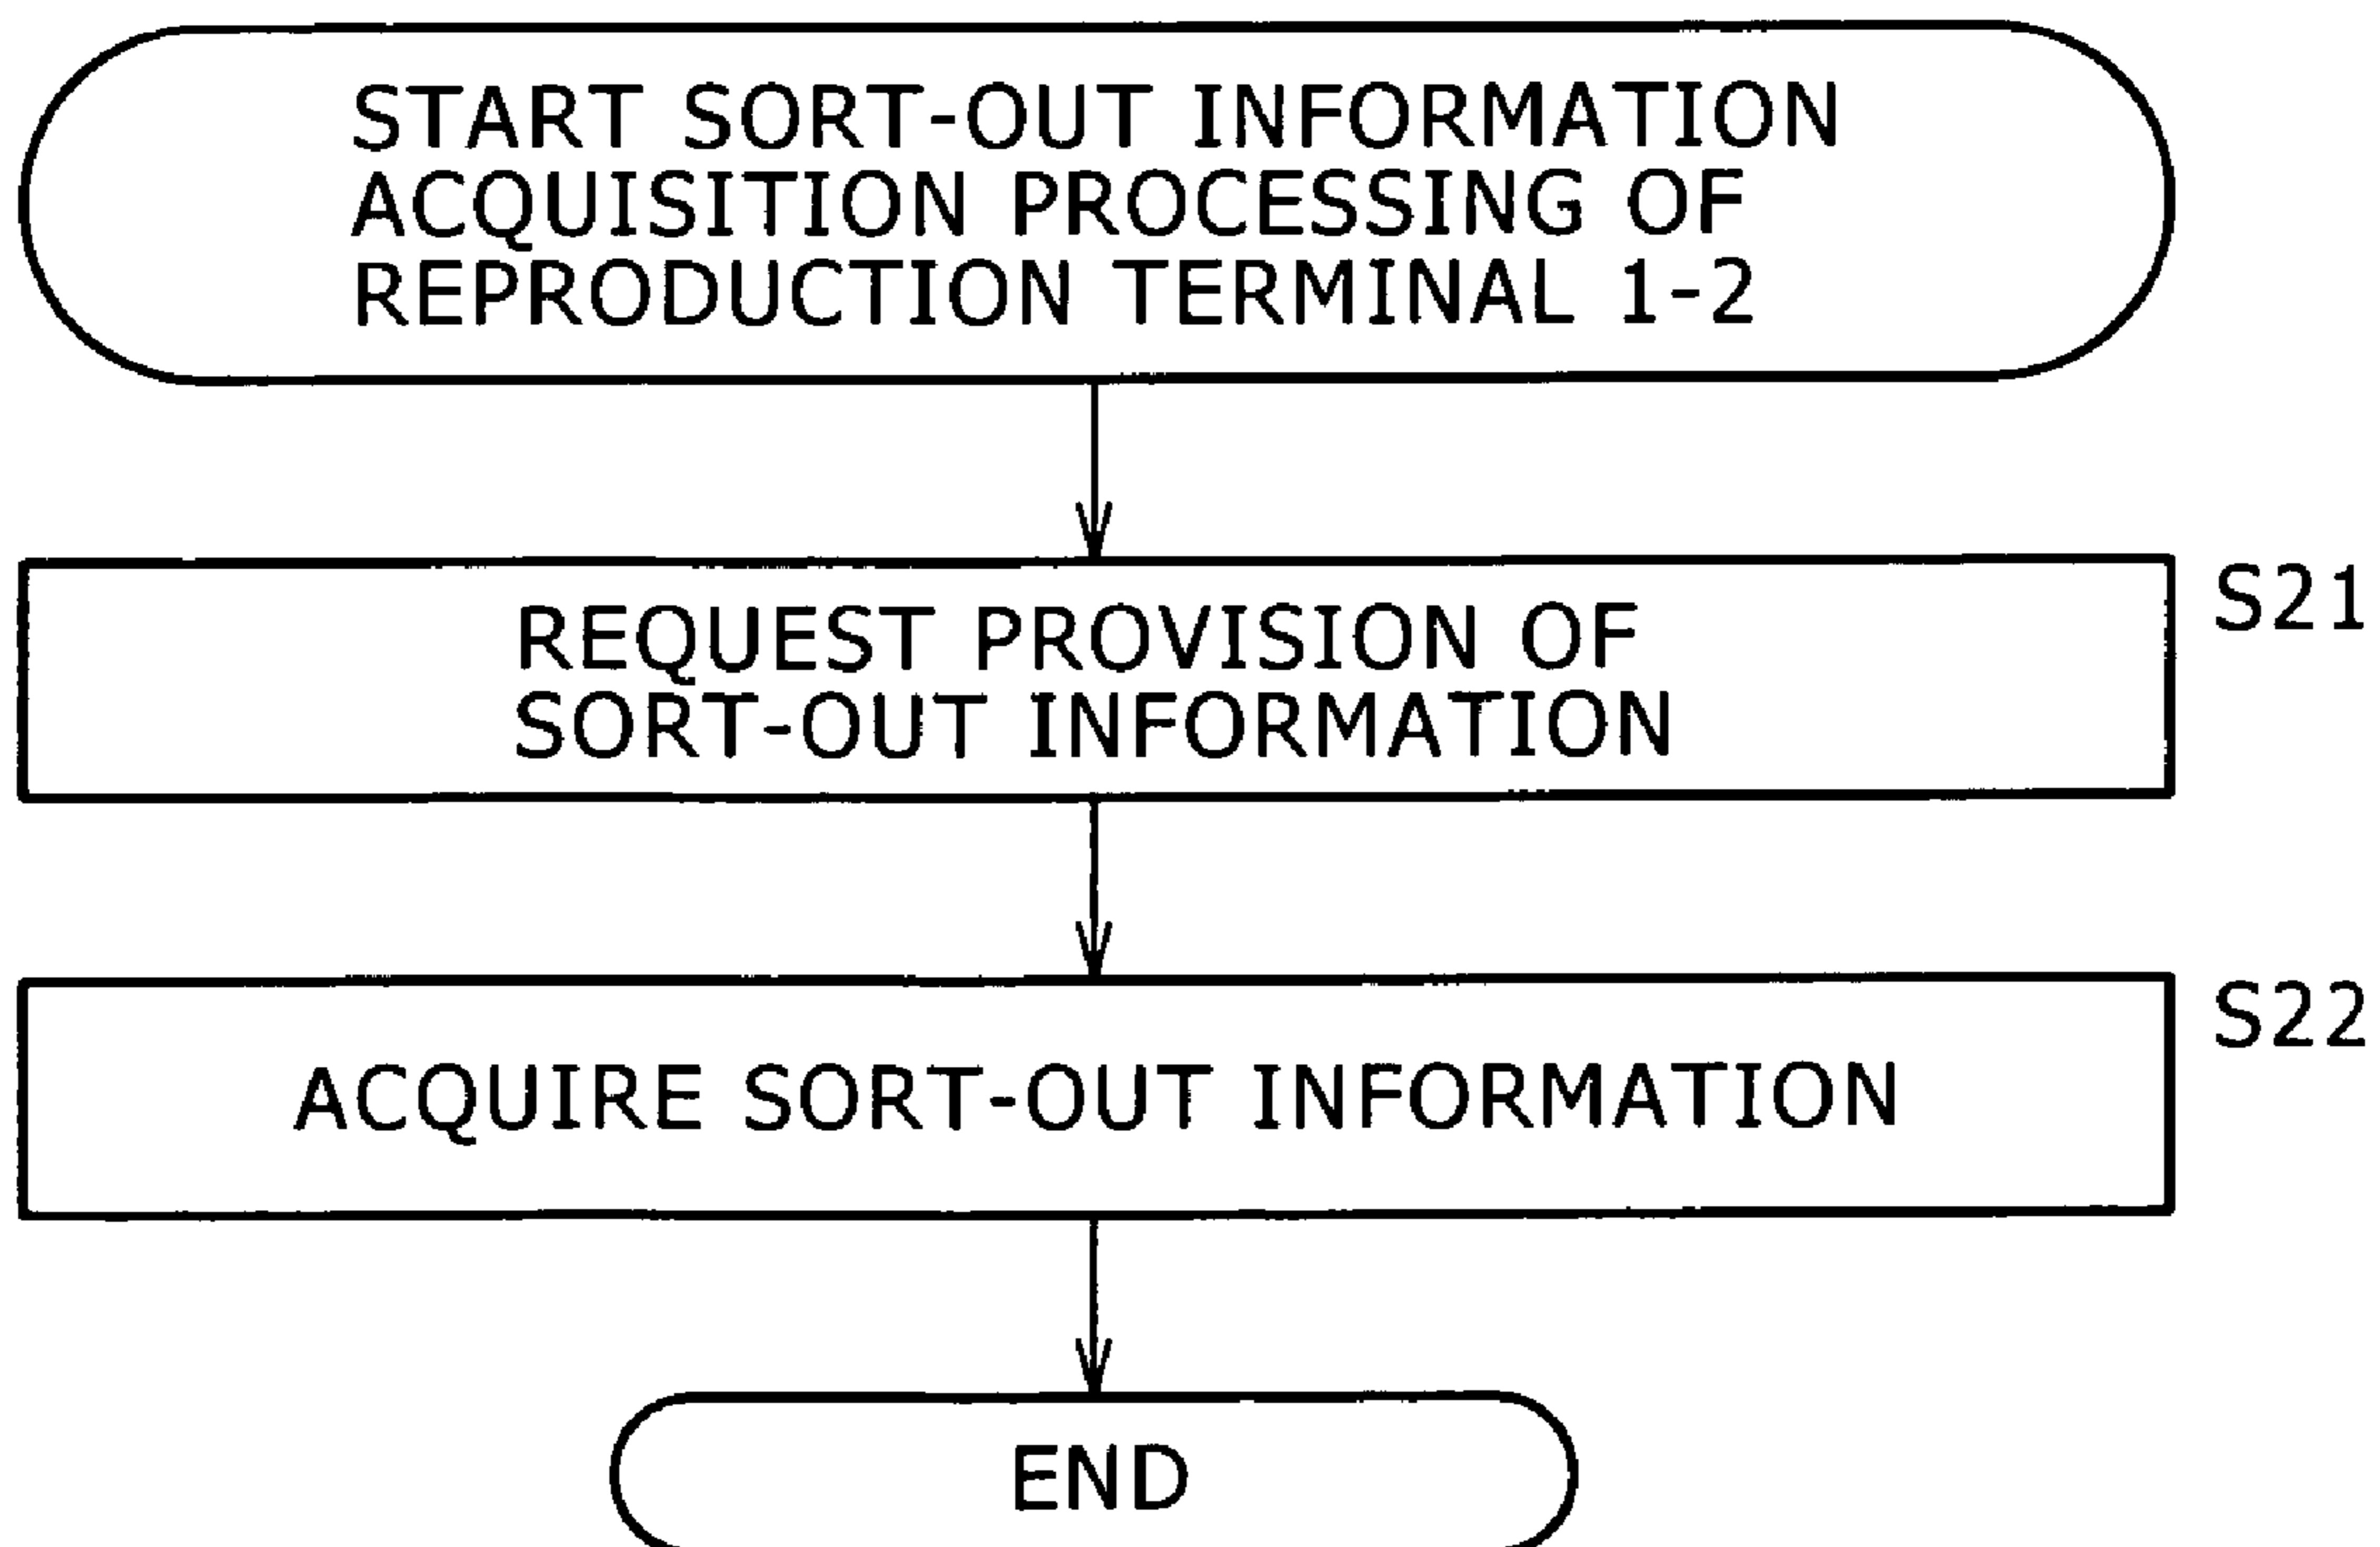 START SORT-OUT INFORMATION
ACQUISITION PROCESSING OF
REPRODUCTION TERMINAL 1-2
S21
REQUEST PROVISION OF
SORT-OUT INFORMATION
S22
ACQUIRE SORT-OUT INFORMATION
END